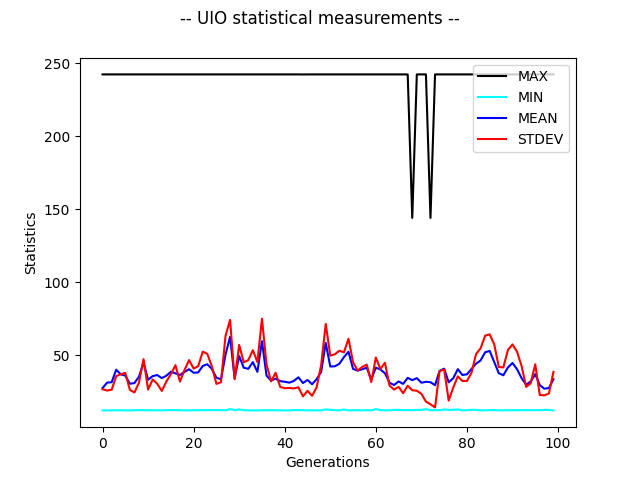 -- UIO statistical measurements --
250
200
150
100
50
Statistics
0
20
40
60
80
100
Generations
MAX
MIN
MEAN
STDEV